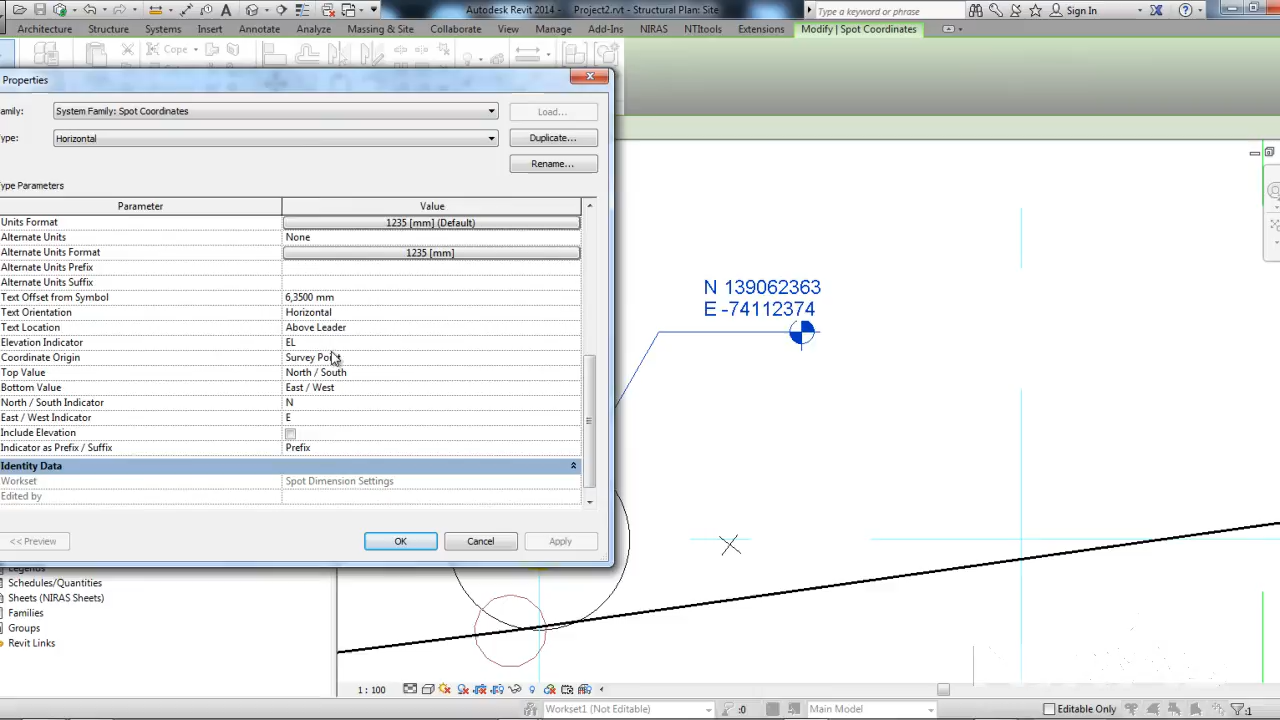 Autodesk Revit 2014 - Project2.rvt - Structural Plan: Site
Type a keyword or phrase
Sign In
Architecture Structure Systems Insert Annotate Analyze Massing & Site Collaborate View Manage Add-Ins NIRAS NTItools Extensions Modify | Spot Coordinates
Cope
Properties
amily: System Family: Spot Coordinates Load...
ype: Horizontal Duplicate...
Rename...
ype Parameters
Parameter Value
Units Format 1235 [mm] (Default)
Alternate Units None
Alternate Units Format 1235 [mm]
Alternate Units Prefix
Alternate Units Suffix
Text Offset from Symbol 6,3500 mm
Text Orientation Horizontal
Text Location Above Leader
Elevation Indicator EL
Coordinate Origin Survey Point
Top Value North / South
Bottom Value East / West
North / South Indicator N
East / West Indicator E
Include Elevation
Indicator as Prefix / Suffix Prefix
Identity Data
Workset Spot Dimension Settings
Edited by
<< Preview OK Cancel Apply
N 139062363
E -74112374
Legends
Schedules/Quantities
Sheets (NIRAS Sheets)
Families
Groups
Revit Links
1 : 100
Workset1 (Not Editable) :0 Main Model Editable Only :1